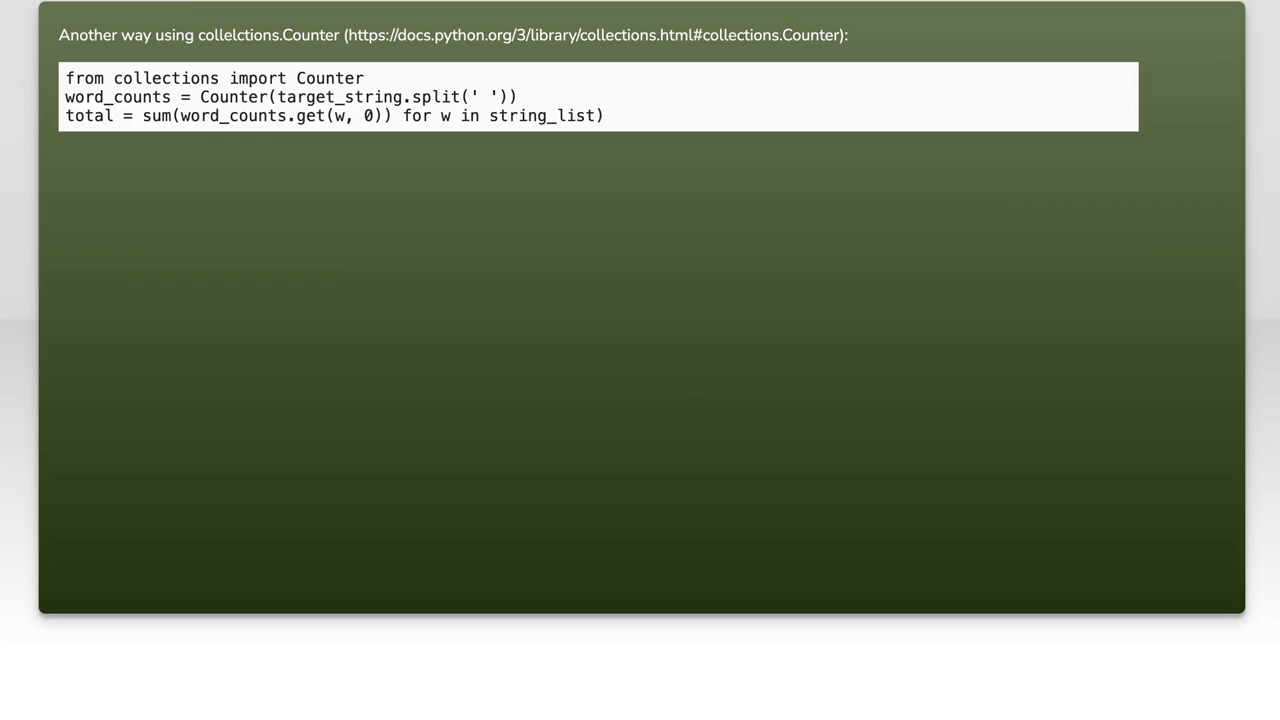 Another way using collelctions.Counter (https://docs.python.org/3/library/collections.html#collections.Counter):
from collections import Counter
word_counts = Counter(target_string.split(' '))
total = sum(word_counts.get(w, 0)) for w in string_list)